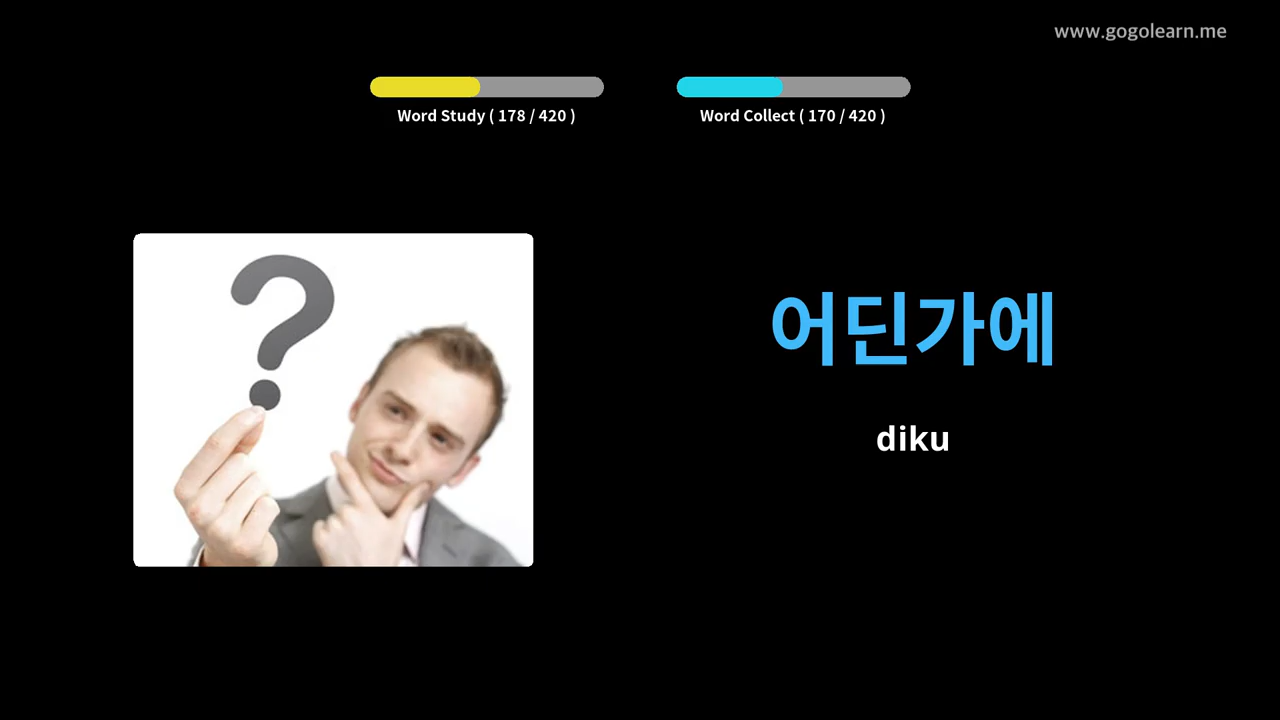 www.gogolearn.me
Word Study ( 178 / 420 )
Word Collect ( 170 / 420 )
?
어딘가에
diku